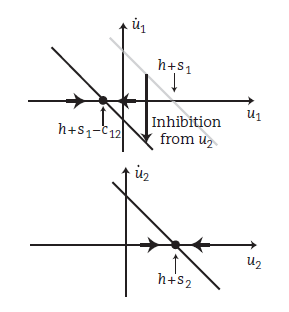 u̇₁
h+s₁
u₁
h+s₁–c₁₂
Inhibition
from u₂
u̇₂
u₂
h+s₂